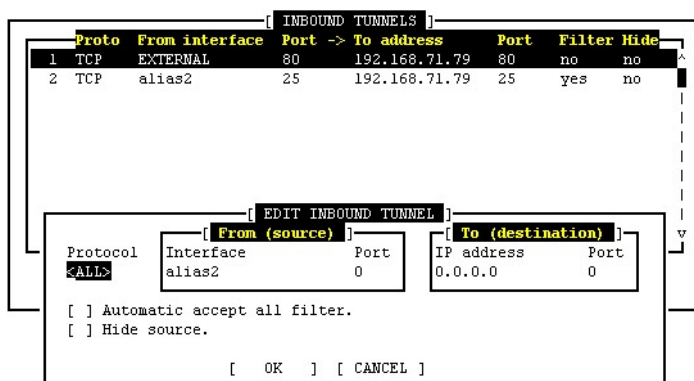 [ INBOUND TUNNELS ]
Proto From interface Port -> To address Port Filter Hide
1 TCP EXTERNAL 80 192.168.71.79 80 no no
2 TCP alias2 25 192.168.71.79 25 yes no
[ EDIT INBOUND TUNNEL ]
[ From (source) ] [ To (destination) ]
Protocol Interface Port IP address Port
<ALL> alias2 0 0.0.0.0 0
[ ] Automatic accept all filter.
[ ] Hide source.
[ OK ] [ CANCEL ]